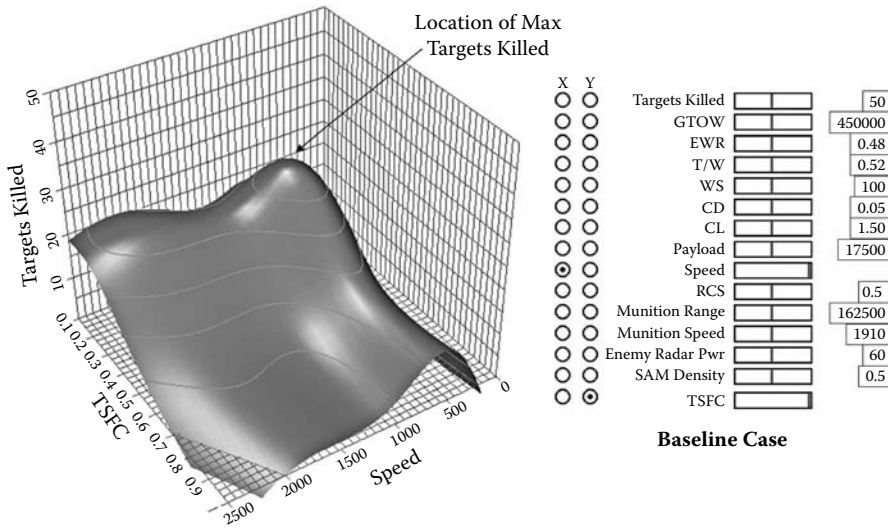 Location of Max
Targets Killed
50
40
30
20
10
Targets Killed
0.1
0.2
0.3
0.4
0.5
0.6
0.7
0.8
0.9
TSFC
2500
2000
1500
1000
500
0
Speed
X Y
Targets Killed 50
GTOW 450000
EWR 0.48
T/W 0.52
WS 100
CD 0.05
CL 1.50
Payload 17500
Speed
RCS 0.5
Munition Range 162500
Munition Speed 1910
Enemy Radar Pwr 60
SAM Density 0.5
TSFC
Baseline Case